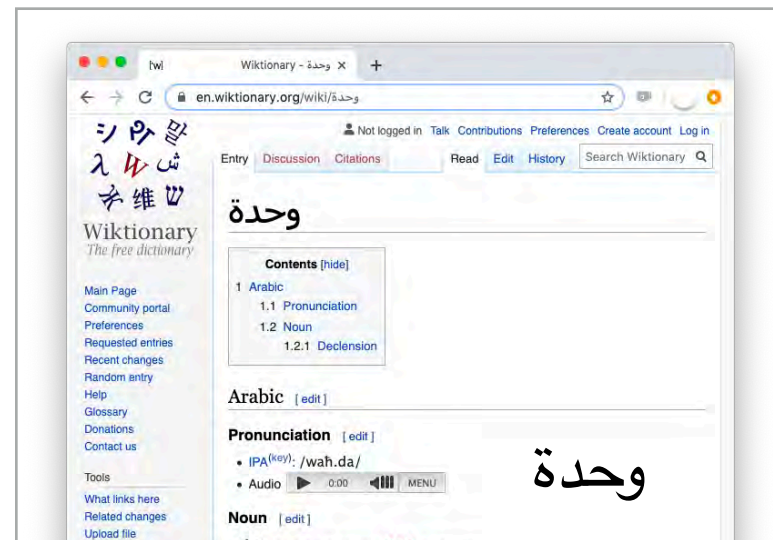 [w]
وحدة - Wiktionary
en.wiktionary.org/wiki/وحدة
Not logged in Talk Contributions Preferences Create account Log in
Entry Discussion Citations Read Edit History Search Wiktionary
シ 말
λ W ش
维 ש
Wiktionary
The free dictionary
Main Page
Community portal
Preferences
Requested entries
Recent changes
Random entry
Help
Glossary
Donations
Contact us
Tools
What links here
Related changes
Upload file
وحدة
Contents [hide]
1 Arabic
1.1 Pronunciation
1.2 Noun
1.2.1 Declension
Arabic [edit]
Pronunciation [edit]
• IPA(key): /waħ.da/
• Audio 0:00 MENU
وحدة
Noun [edit]